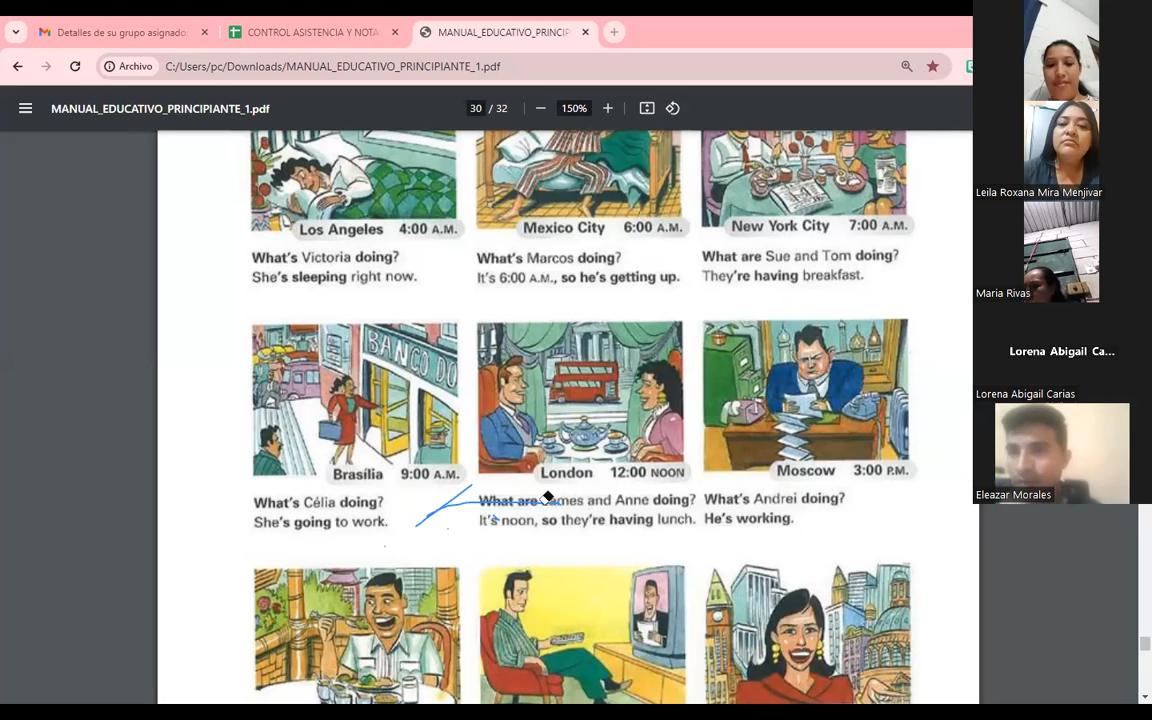 Detalles de su grupo asignado
CONTROL ASISTENCIA Y NOTA
MANUAL_EDUCATIVO_PRINCIP
Archivo
C:/Users/pc/Downloads/MANUAL_EDUCATIVO_PRINCIPIANTE_1.pdf
MANUAL_EDUCATIVO_PRINCIPIANTE_1.pdf
30 / 32
150%
Los Angeles 4:00 A.M.
Mexico City 6:00 A.M.
New York City 7:00 A.M.
What's Victoria doing?
She's sleeping right now.
What's Marcos doing?
It's 6:00 A.M., so he's getting up.
What are Sue and Tom doing?
They're having breakfast.
BANCO DO
Brasília 9:00 A.M.
London 12:00 NOON
Moscow 3:00 P.M.
What's Célia doing?
She's going to work.
What are James and Anne doing?
It's noon, so they're having lunch.
What's Andrei doing?
He's working.
Leila Roxana Mira Menjivar
Maria Rivas
Lorena Abigail Ca...
Lorena Abigail Carias
Eleazar Morales